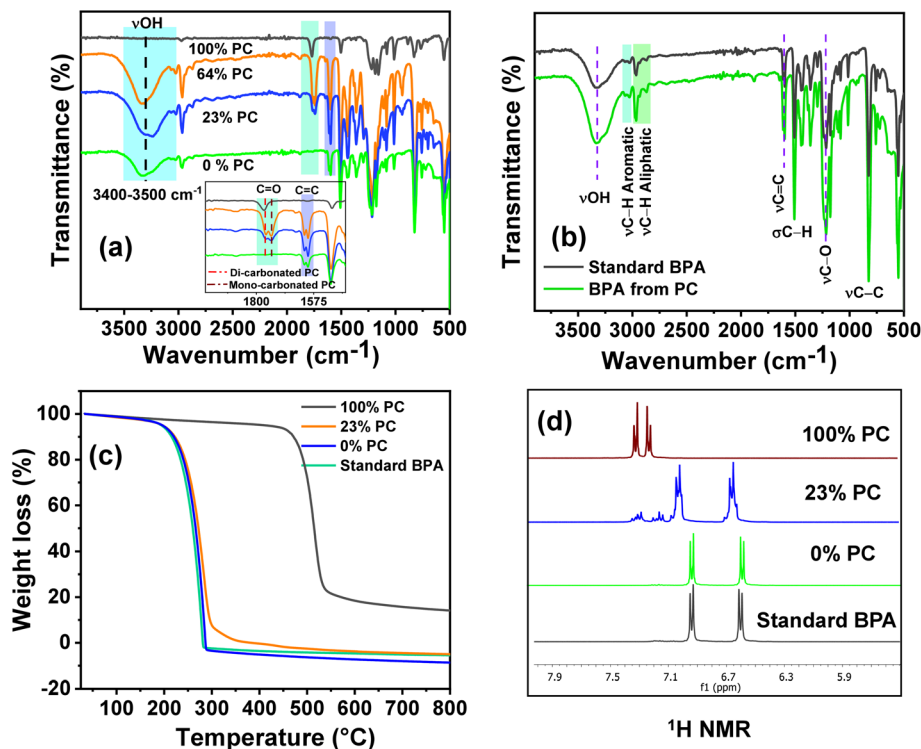 νOH
100% PC
64% PC
23% PC
0 % PC
3400-3500 cm⁻¹
C=O
C=C
(a)
Di-carbonated PC
Mono-carbonated PC
1800
1575
Transmittance (%)
3500 3000 2500 2000 1500 1000 500
Wavenumber (cm⁻¹)
νOH
νC–H Aromatic
νC–H Aliphatic
νC=C
σC–H
νC–O
νC–C
(b)
Standard BPA
BPA from PC
Transmittance (%)
3500 3000 2500 2000 1500 1000 500
Wavenumber (cm⁻¹)
100
80
60
40
20
0
-20
Weight loss (%)
(c)
100% PC
23% PC
0% PC
Standard BPA
100 200 300 400 500 600 700 800
Temperature (°C)
(d)
100% PC
23% PC
0% PC
Standard BPA
7.9 7.5 7.1 6.7 6.3 5.9
f1 (ppm)
¹H NMR